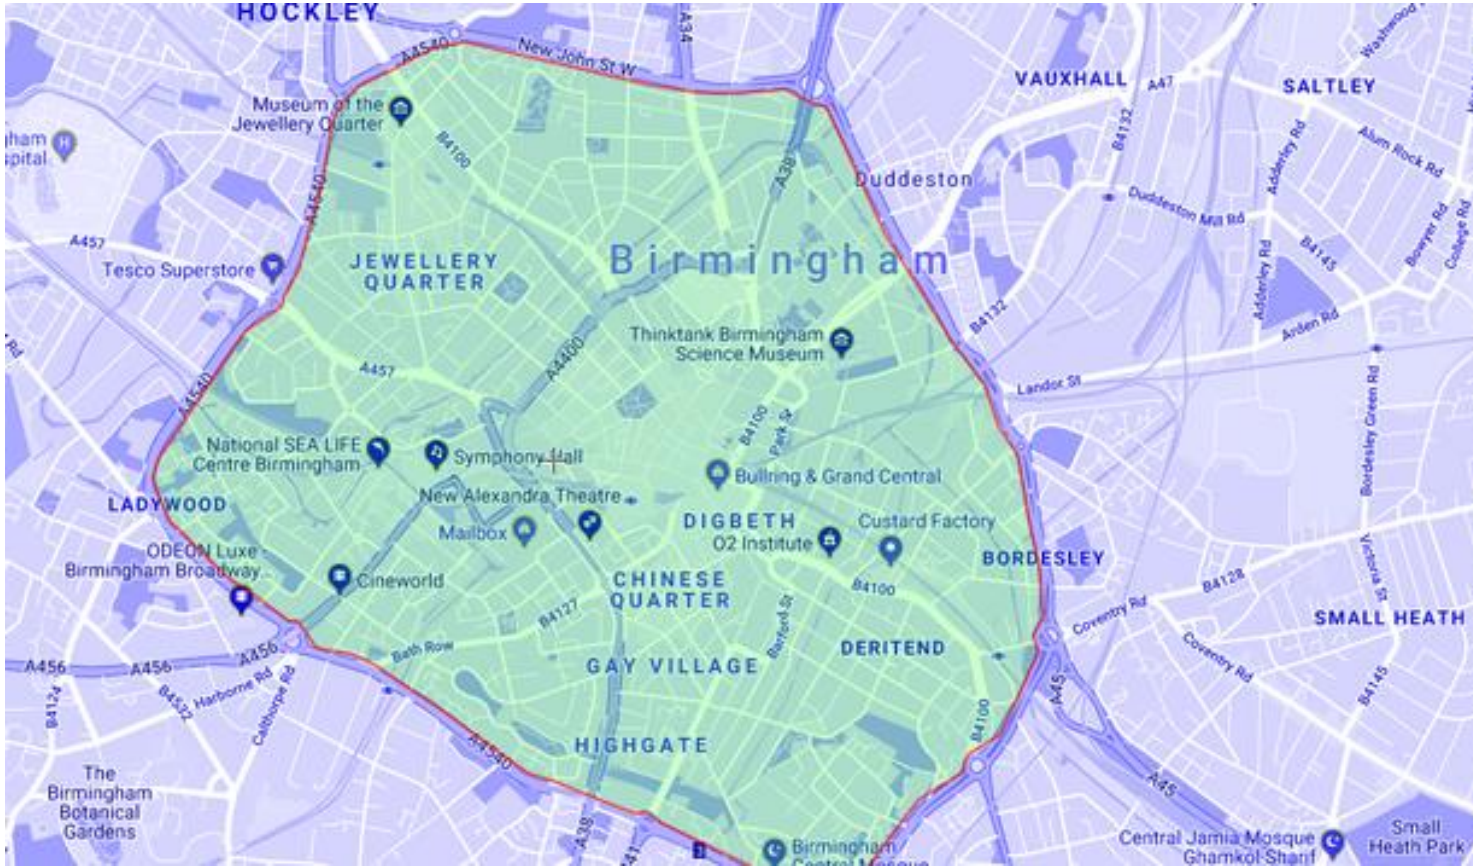 HOCKLEY
A4540
New John St W
A34
VAUXHALL
A47
SALTLEY
Museum of the
Jewellery Quarter
B4100
A38
B4132
Adderley Rd
Alum Rock Rd
gham
spital
H
A4540
Duddeston
Duddeston Mill Rd
Bowyer Rd
College Rd
A457
Tesco Superstore
JEWELLERY
QUARTER
Birmingham
B4145
Adderley Rd
Rd
Thinktank Birmingham
Science Museum
B4132
Arden Rd
A457
A4400
A4540
Landor St
B4100
Park St
Bordesley Green Rd
National SEA LIFE
Centre Birmingham
Symphony Hall
Bullring & Grand Central
LADYWOOD
New Alexandra Theatre
Mailbox
DIGBETH
O2 Institute
Custard Factory
BORDESLEY
Victoria St
ODEON Luxe -
Birmingham Broadway...
Cineworld
CHINESE
QUARTER
B4100
B4128
B4127
Coventry Rd
SMALL HEATH
Bath Row
DERITEND
Coventry Rd
A456
A456
A456
GAY VILLAGE
B4124
B4532
Harborne Rd
Calthorpe Rd
A45
B4145
B4100
HIGHGATE
A4540
The
Birmingham
Botanical
Gardens
A45
A38
A41
Birmingham
Central Mosque
Central Jamia Mosque
Ghamkol Sharif
Small
Heath Park